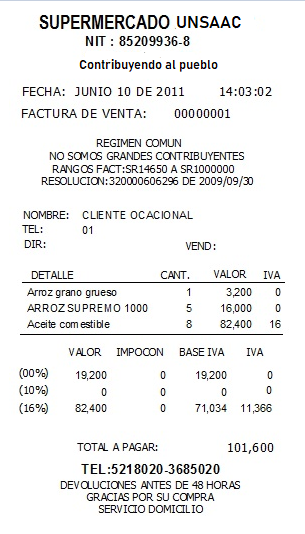 SUPERMERCADO UNSAAC
NIT : 85209936-8
Contribuyendo al pueblo
FECHA: JUNIO 10 DE 2011 14:03:02
FACTURA DE VENTA: 00000001
REGIMEN COMUN
NO SOMOS GRANDES CONTRIBUYENTES
RANGOS FACT:SR14650 A SR1000000
RESOLUCION:320000606296 DE 2009/09/30
NOMBRE: CLIENTE OCACIONAL
TEL: 01
DIR: VEND:
DETALLE CANT. VALOR IVA
Arroz grano grueso 1 3,200 0
ARROZ SUPREMO 1000 5 16,000 0
Aceite comestible 8 82,400 16
VALOR IMPOCON BASE IVA IVA
(00%) 19,200 0 19,200 0
(10%) 0 0 0 0
(16%) 82,400 0 71,034 11,366
TOTAL A PAGAR: 101,600
TEL:5218020-3685020
DEVOLUCIONES ANTES DE 48 HORAS
GRACIAS POR SU COMPRA
SERVICIO DOMICILIO